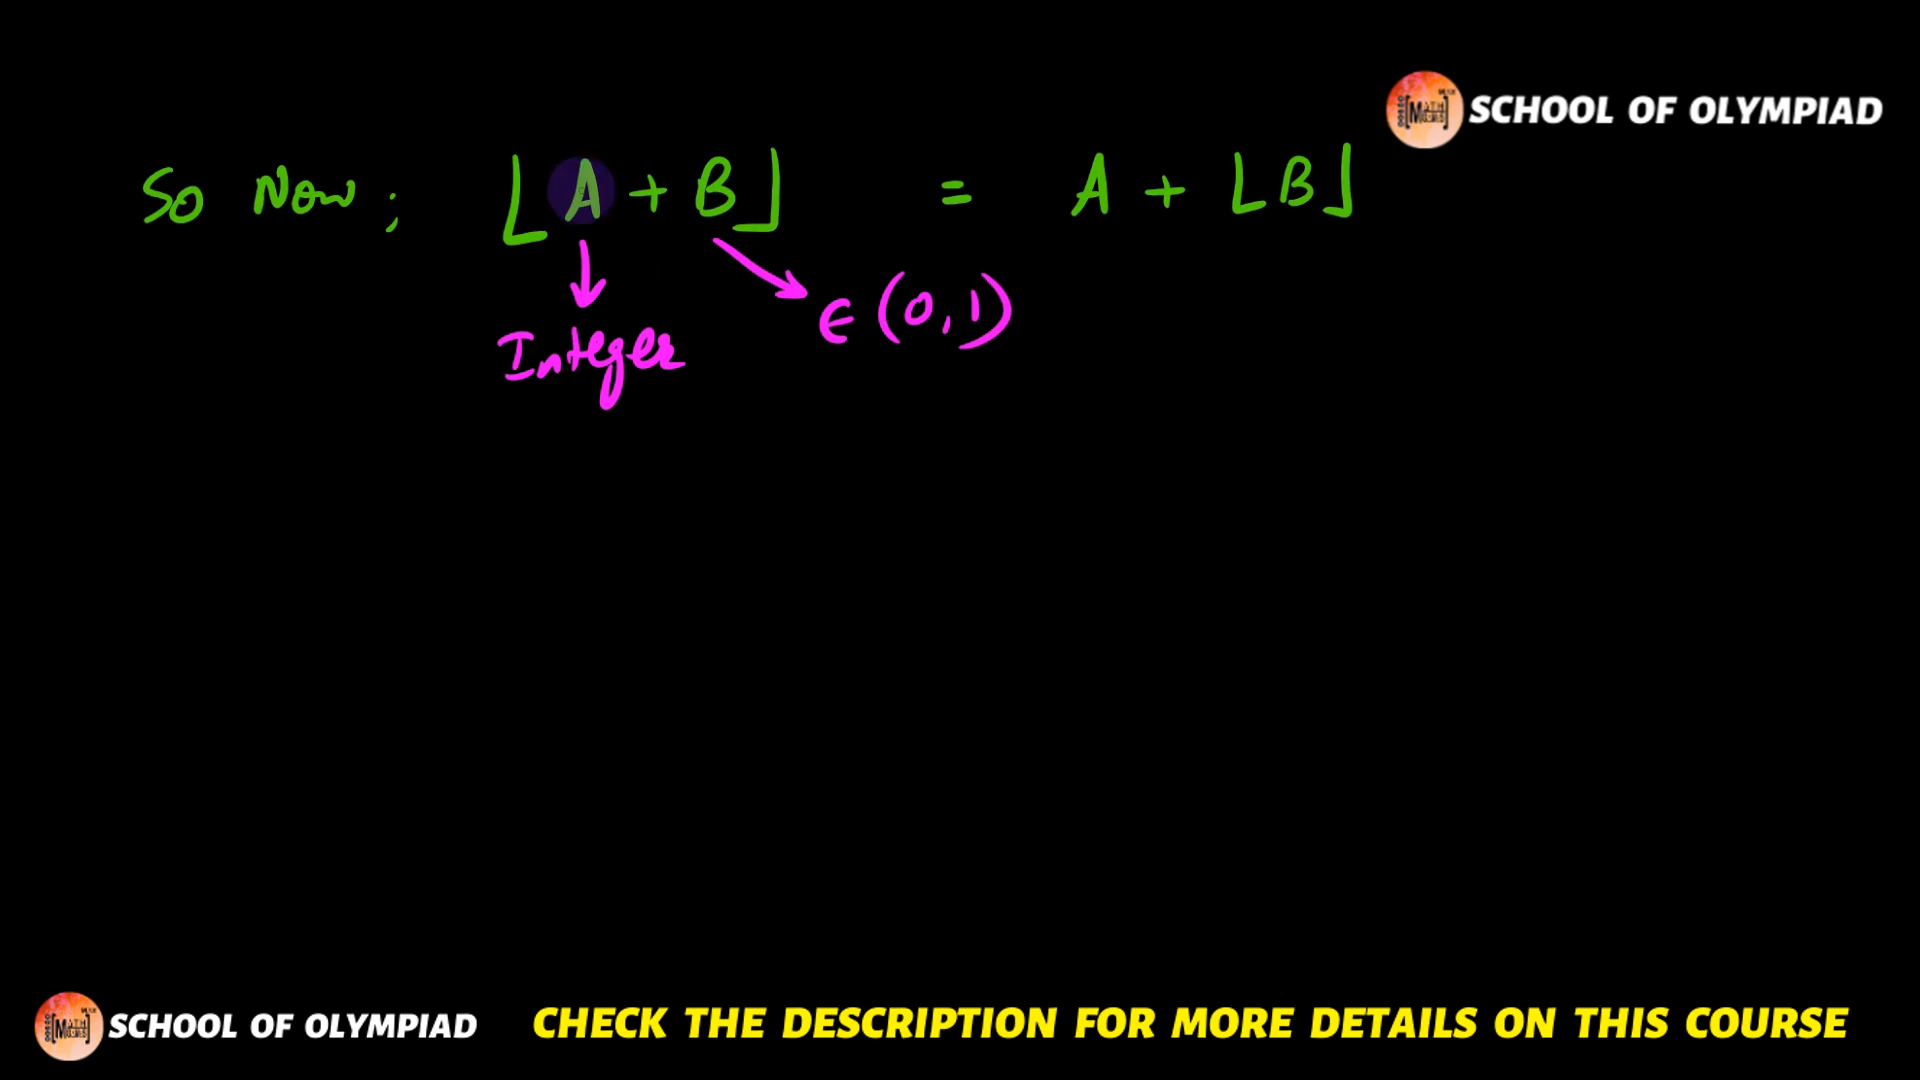 SCHOOL OF OLYMPIAD
So Now; ⌊A + B⌋ = A + ⌊B⌋
Integer ∈ (0,1)
SCHOOL OF OLYMPIAD CHECK THE DESCRIPTION FOR MORE DETAILS ON THIS COURSE